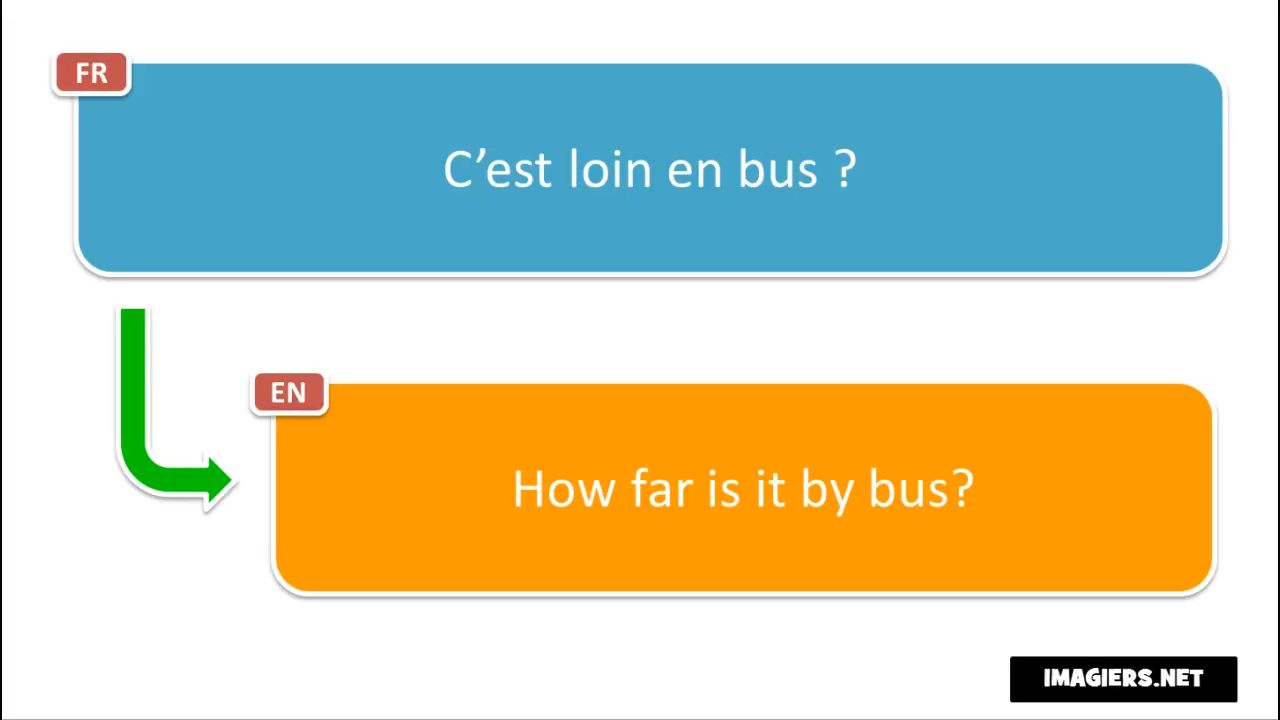 FR
C’est loin en bus ?
EN
How far is it by bus?
IMAGIERS.NET